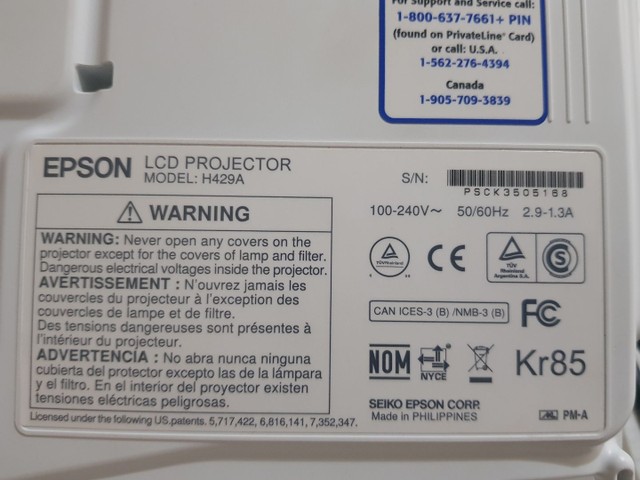 For Support and Service call:
1-800-637-7661+ PIN
(found on PrivateLine® Card)
or call: U.S.A.
1-562-276-4394
Canada
1-905-709-3839
EPSON LCD PROJECTOR
MODEL: H429A
S/N:
PSCK3505168
100-240V~ 50/60Hz 2.9-1.3A
WARNING
WARNING: Never open any covers on the
projector except for the covers of lamp and filter.
Dangerous electrical voltages inside the projector.
AVERTISSEMENT : N'ouvrez jamais les
couvercles du projecteur à l'exception des
couvercles de lampe et de filtre.
Des tensions dangereuses sont présentes à
l'intérieur du projecteur.
ADVERTENCIA : No abra nunca ninguna
cubierta del protector excepto las de la lámpara
y el filtro. En el interior del proyector existen
tensiones eléctricas peligrosas.
Licensed under the following US.patents. 5,717,422, 6,816,141, 7,352,347.
TÜVRheinland
CE
TÜV
Rheinland
Argentina S.A.
S
CAN ICES-3 (B) /NMB-3 (B)
FC
NOM
NYCE
Kr85
SEIKO EPSON CORP.
Made in PHILIPPINES
PM-A